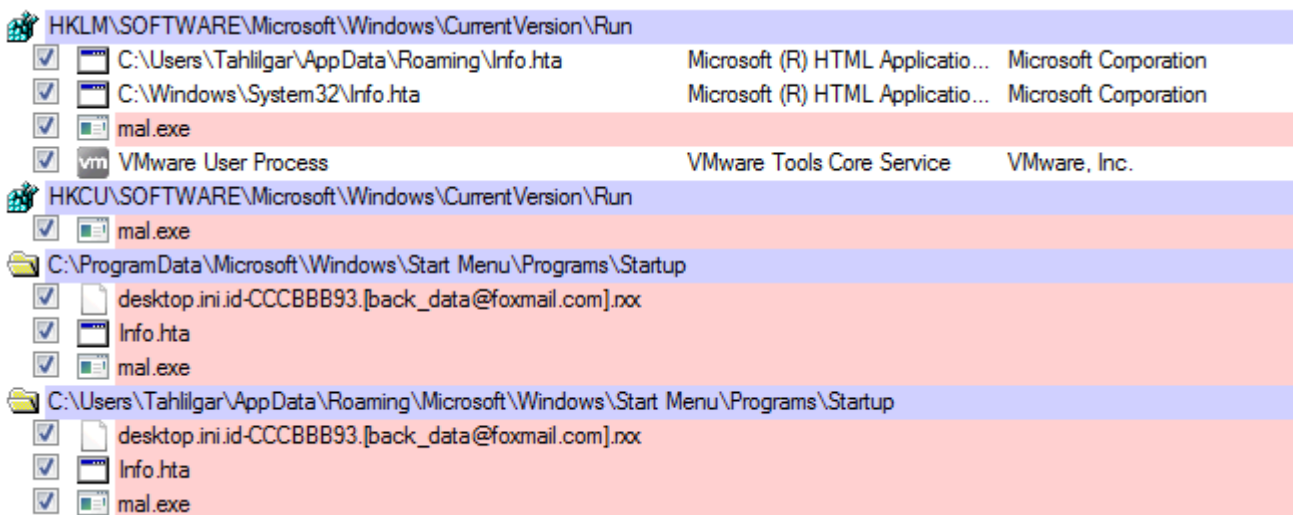 HKLM\SOFTWARE\Microsoft\Windows\CurrentVersion\Run
C:\Users\Tahlilgar\AppData\Roaming\Info.hta Microsoft (R) HTML Applicatio... Microsoft Corporation
C:\Windows\System32\Info.hta Microsoft (R) HTML Applicatio... Microsoft Corporation
mal.exe
vm VMware User Process VMware Tools Core Service VMware, Inc.
HKCU\SOFTWARE\Microsoft\Windows\CurrentVersion\Run
mal.exe
C:\ProgramData\Microsoft\Windows\Start Menu\Programs\Startup
desktop.ini.id-CCCBBB93.[back_data@foxmail.com].rxx
Info.hta
mal.exe
C:\Users\Tahlilgar\AppData\Roaming\Microsoft\Windows\Start Menu\Programs\Startup
desktop.ini.id-CCCBBB93.[back_data@foxmail.com].rxx
Info.hta
mal.exe